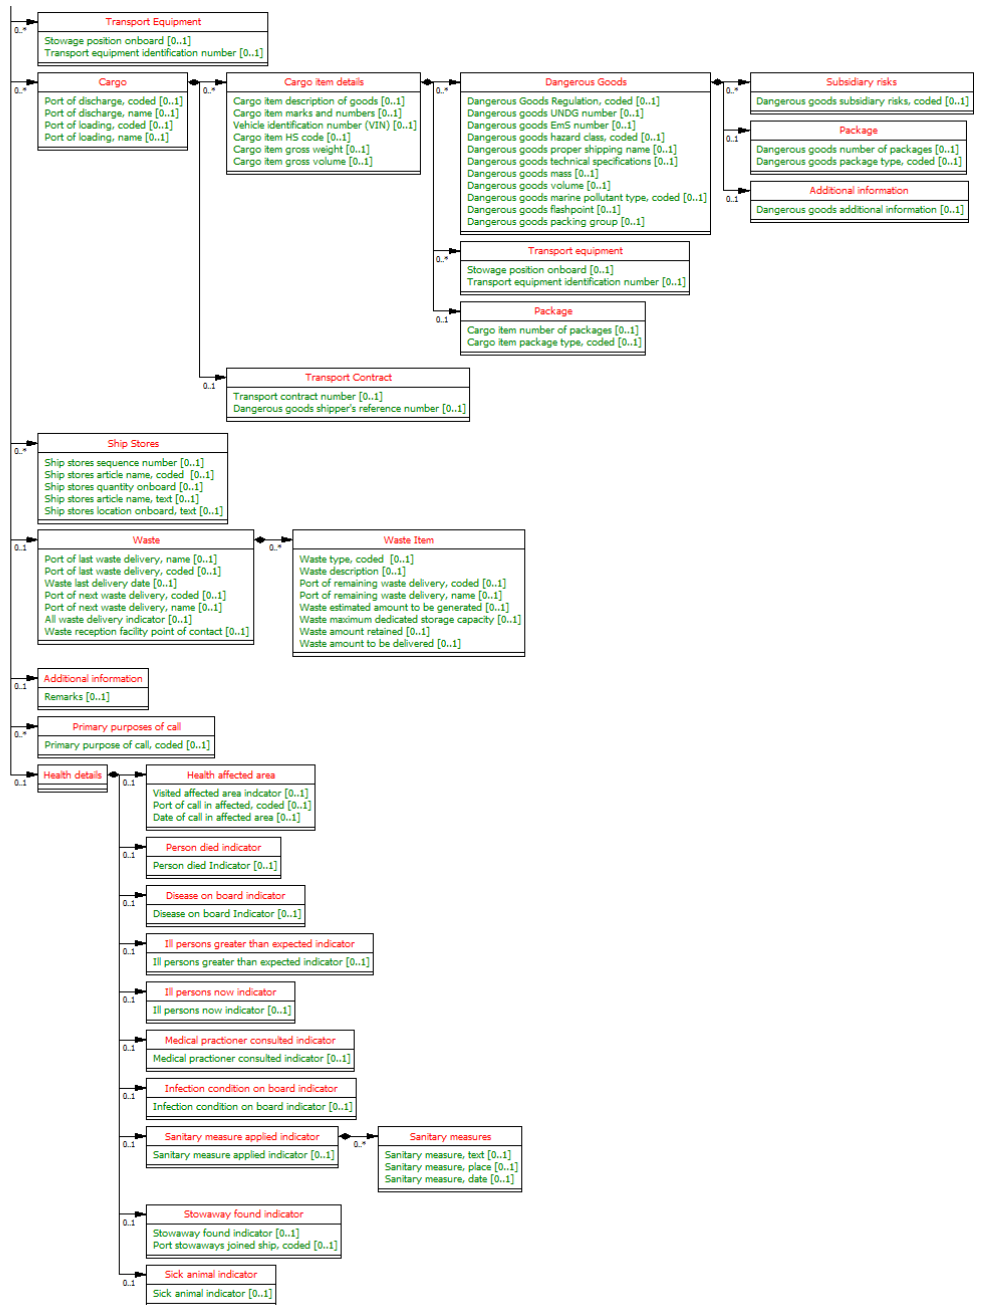 Transport Equipment
0..*
Stowage position onboard [0..1]
Transport equipment identification number [0..1]
Cargo
0..*
Port of discharge, coded [0..1]
Port of discharge, name [0..1]
Port of loading, coded [0..1]
Port of loading, name [0..1]
Cargo item details
0..*
Cargo item description of goods [0..1]
Cargo item marks and numbers [0..1]
Vehicle identification number (VIN) [0..1]
Cargo item HS code [0..1]
Cargo item gross weight [0..1]
Cargo item gross volume [0..1]
Dangerous Goods
0..*
Dangerous Goods Regulation, coded [0..1]
Dangerous goods UNDG number [0..1]
Dangerous goods EmS number [0..1]
Dangerous goods hazard class, coded [0..1]
Dangerous goods proper shipping name [0..1]
Dangerous goods technical specifications [0..1]
Dangerous goods mass [0..1]
Dangerous goods volume [0..1]
Dangerous goods marine pollutant type, coded [0..1]
Dangerous goods flashpoint [0..1]
Dangerous goods packing group [0..1]
Subsidiary risks
0..*
Dangerous goods subsidiary risks, coded [0..1]
Package
0..1
Dangerous goods number of packages [0..1]
Dangerous goods package type, coded [0..1]
Additional information
0..1
Dangerous goods additional information [0..1]
Transport equipment
0..*
Stowage position onboard [0..1]
Transport equipment identification number [0..1]
Package
0..1
Cargo item number of packages [0..1]
Cargo item package type, coded [0..1]
Transport Contract
0..1
Transport contract number [0..1]
Dangerous goods shipper's reference number [0..1]
Ship Stores
0..*
Ship stores sequence number [0..1]
Ship stores article name, coded [0..1]
Ship stores quantity onboard [0..1]
Ship stores article name, text [0..1]
Ship stores location onboard, text [0..1]
Waste
0..1
Port of last waste delivery, name [0..1]
Port of last waste delivery, coded [0..1]
Waste last delivery date [0..1]
Port of next waste delivery, coded [0..1]
Port of next waste delivery, name [0..1]
All waste delivery indicator [0..1]
Waste reception facility point of contact [0..1]
Waste Item
0..*
Waste type, coded [0..1]
Waste description [0..1]
Port of remaining waste delivery, coded [0..1]
Port of remaining waste delivery, name [0..1]
Waste estimated amount to be generated [0..1]
Waste maximum dedicated storage capacity [0..1]
Waste amount retained [0..1]
Waste amount to be delivered [0..1]
Additional information
0..1
Remarks [0..1]
Primary purposes of call
0..*
Primary purpose of call, coded [0..1]
Health details
0..1
Health affected area
0..1
Visited affected area indcator [0..1]
Port of call in affected, coded [0..1]
Date of call in affected area [0..1]
Person died indicator
0..1
Person died Indicator [0..1]
Disease on board indicator
0..1
Disease on board Indicator [0..1]
Ill persons greater than expected indicator
0..1
Ill persons greater than expected indicator [0..1]
Ill persons now indicator
0..1
Ill persons now indicator [0..1]
Medical practioner consulted indicator
0..1
Medical practioner consulted indicator [0..1]
Infection condition on board indicator
0..1
Infection condition on board indicator [0..1]
Sanitary measure applied indicator
0..1
Sanitary measure applied indicator [0..1]
Sanitary measures
0..*
Sanitary measure, text [0..1]
Sanitary measure, place [0..1]
Sanitary measure, date [0..1]
Stowaway found indicator
0..1
Stowaway found indicator [0..1]
Port stowaways joined ship, coded [0..1]
Sick animal indicator
0..1
Sick animal indicator [0..1]